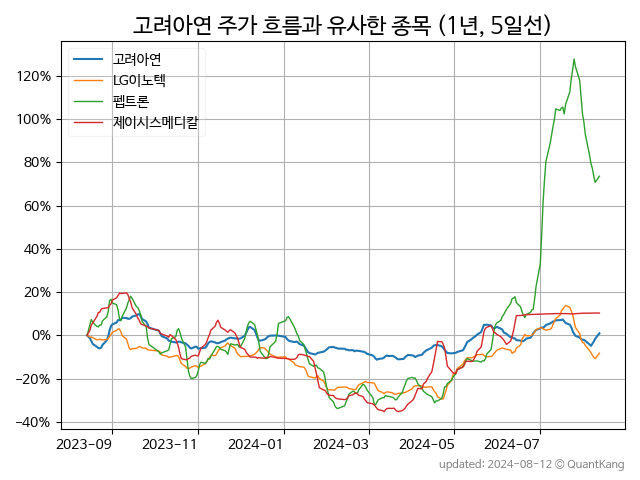 고려아연 주가 흐름과 유사한 종목 (1년, 5일선)
고려아연
LG이노텍
펩트론
제이시스메디칼
120%
100%
80%
60%
40%
20%
0%
−20%
−40%
2023-09 2023-11 2024-01 2024-03 2024-05 2024-07
updated: 2024-08-12 © QuantKang